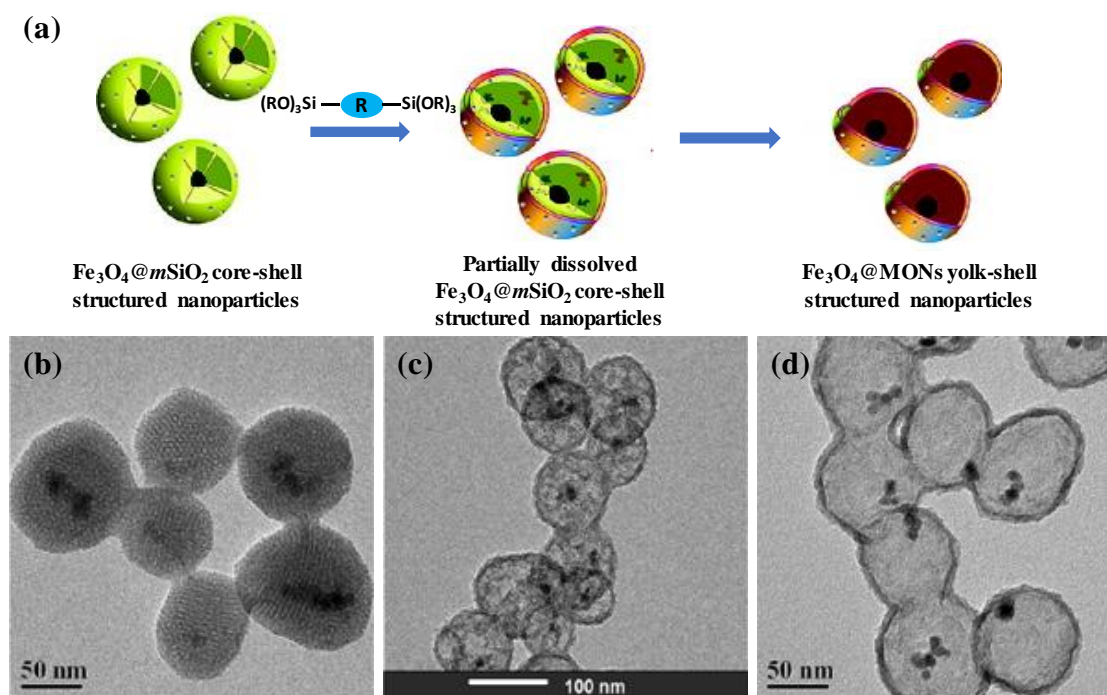 (a)
(RO)₃Si R Si(OR)₃
Fe₃O₄@mSiO₂ core-shell
structured nanoparticles
Partially dissolved
Fe₃O₄@mSiO₂ core-shell
structured nanoparticles
Fe₃O₄@MONs yolk-shell
structured nanoparticles
(b)
50 nm
(c)
100 nm
(d)
50 nm